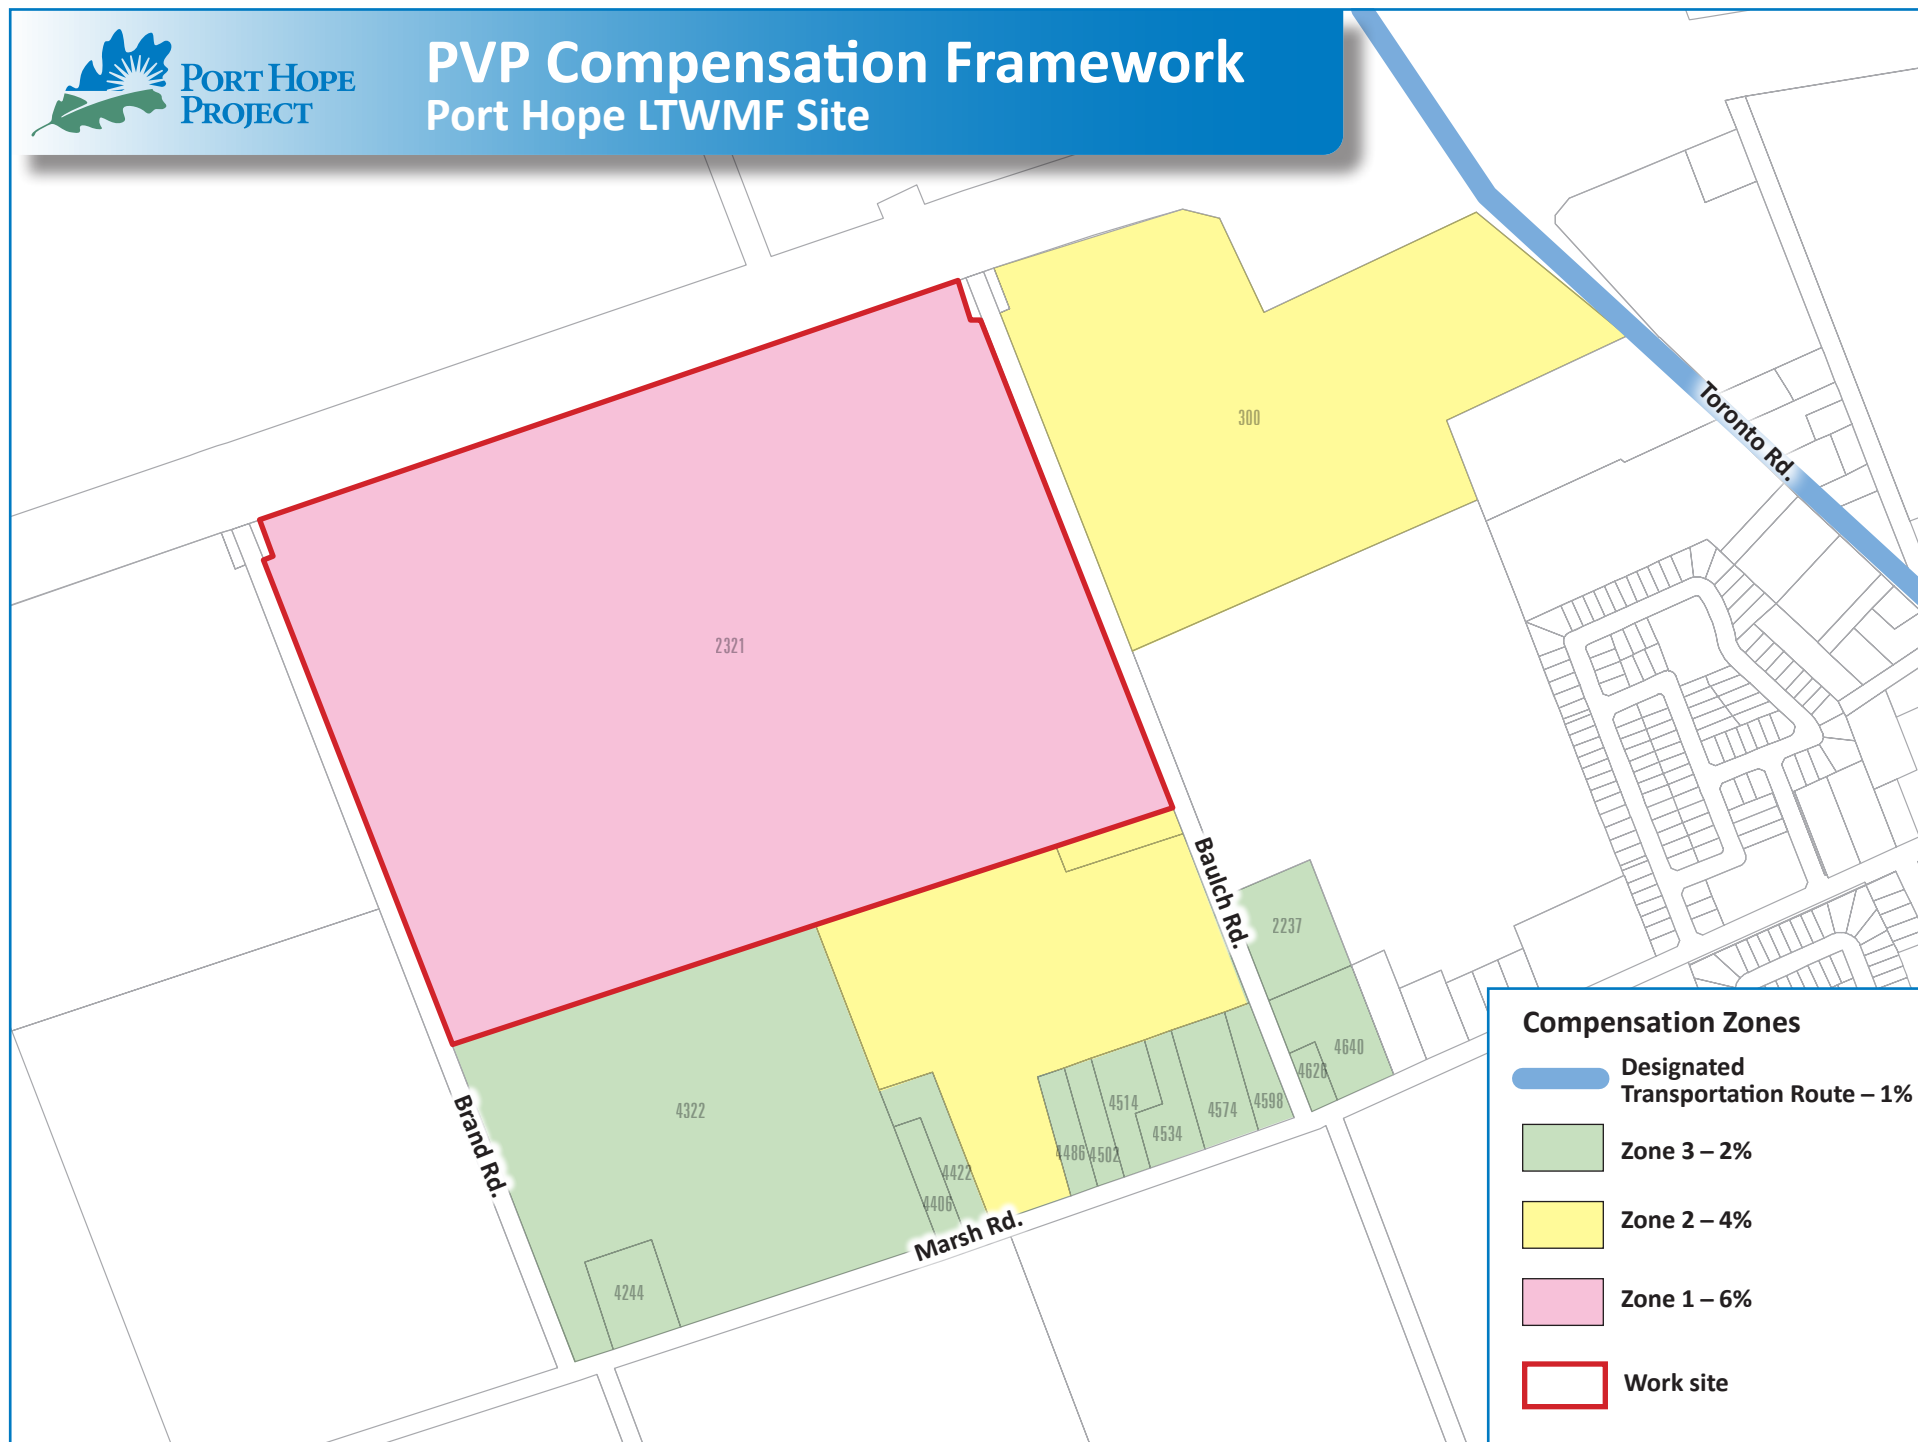 PORT HOPE
PROJECT
PVP Compensation Framework
Port Hope LTWMF Site
Toronto Rd.
300
2321
Baulch Rd.
2237
4640
4626
4598
4574
4534
4514
4502
4486
4422
4406
4322
4244
Brand Rd.
Marsh Rd.
Compensation Zones
Designated
Transportation Route – 1%
Zone 3 – 2%
Zone 2 – 4%
Zone 1 – 6%
Work site